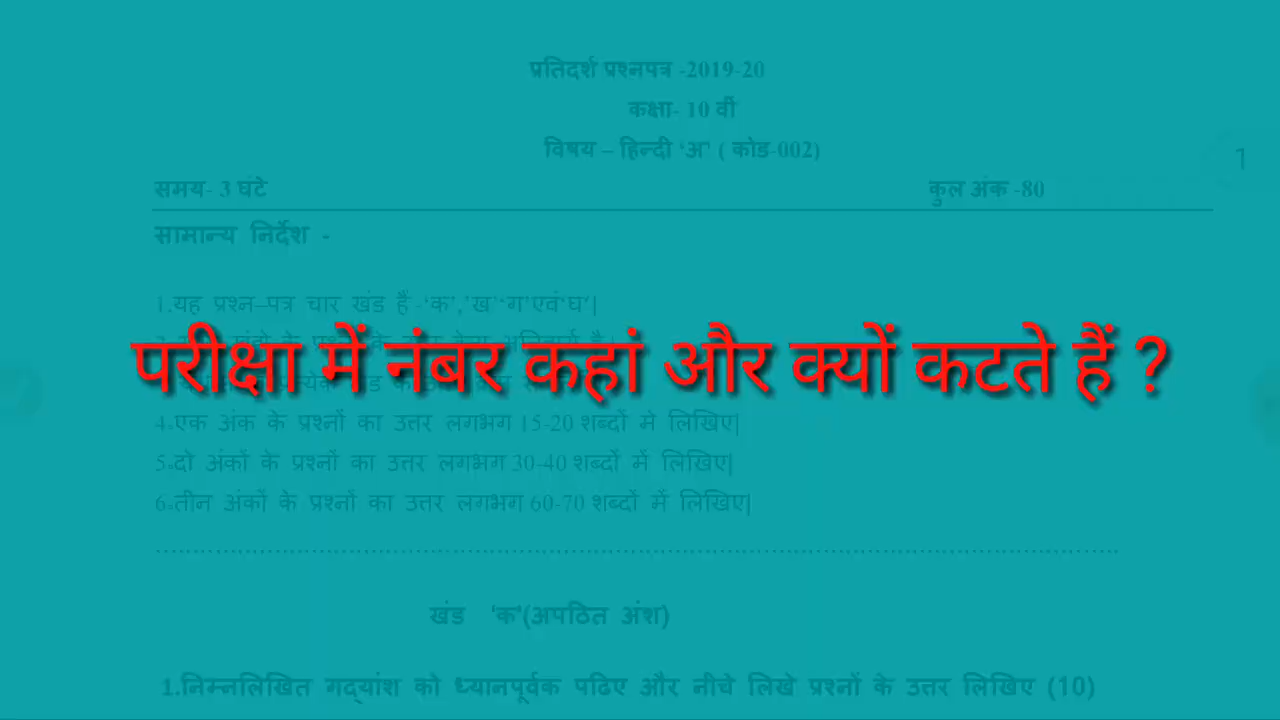 प्रतिदर्श प्रश्नपत्र -2019-20
कक्षा- 10 वीं
विषय – हिन्दी ‘अ’ ( कोड-002)
1
समय- 3 घंटे कुल अंक -80
सामान्य निर्देश -
1.यह प्रश्न–पत्र चार खंड हैं -‘क’,’ख’‘ग’एवं‘घ’|
परीक्षा में नंबर कहां और क्यों कटते हैं ?
4.एक अंक के प्रश्नों का उत्तर लगभग 15-20 शब्दों मे लिखिए|
5.दो अंकों के प्रश्नों का उत्तर लगभग 30-40 शब्दों में लिखिए|
6.तीन अंकों के प्रश्नों का उत्तर लगभग 60-70 शब्दों में लिखिए|
खंड ‘क’(अपठित अंश)
1.निम्नलिखित गद्यांश को ध्यानपूर्वक पढिए और नीचे लिखे प्रश्नों के उत्तर लिखिए (10)